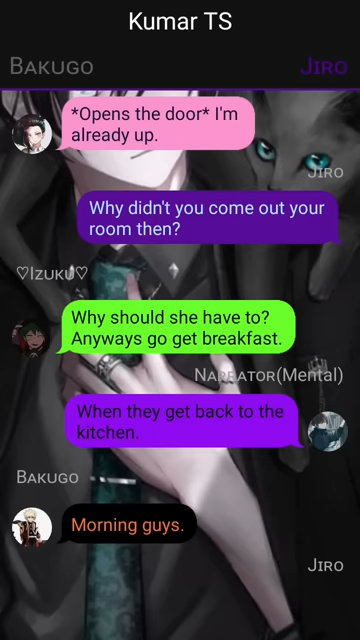 Kumar TS
Bakugo
Jiro
*Opens the door* I'm
already up.
Jiro
Why didn't you come out your
room then?
♡Izuku♡
Why should she have to?
Anyways go get breakfast.
Narrator(Mental)
When they get back to the
kitchen.
Bakugo
Morning guys.
Jiro